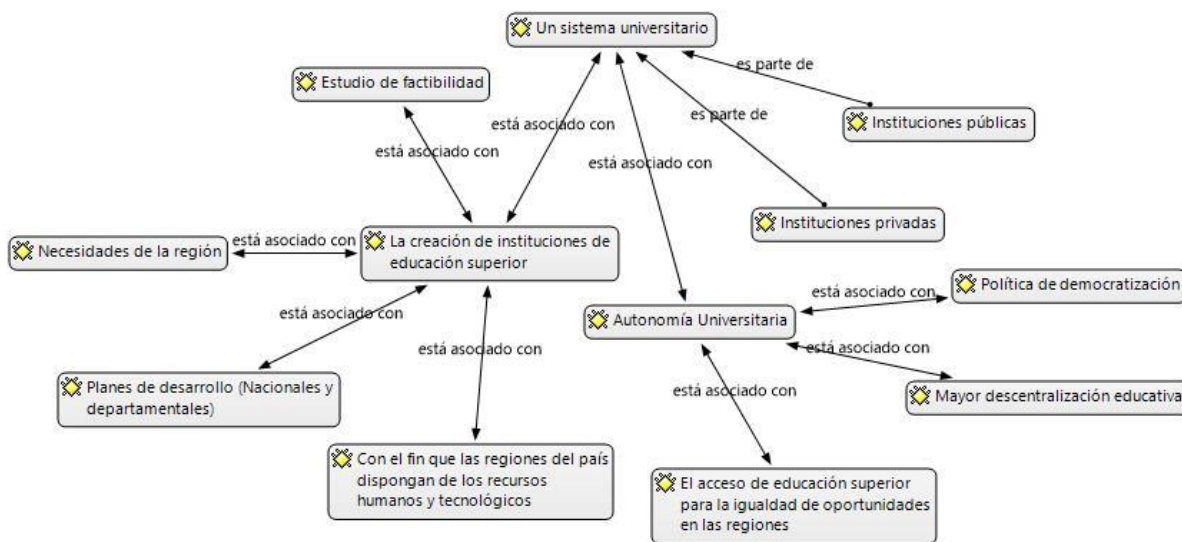 Un sistema universitario
es parte de
Estudio de factibilidad
está asociado con
es parte de
Instituciones públicas
está asociado con
está asociado con
Instituciones privadas
Necesidades de la región
está asociado con
La creación de instituciones de
educación superior
está asociado con
Política de democratización
está asociado con
Autonomía Universitaria
está asociado con
está asociado con
Planes de desarrollo (Nacionales y
departamentales)
está asociado con
Mayor descentralización educativa
Con el fin que las regiones del país
dispongan de los recursos
humanos y tecnológicos
El acceso de educación superior
para la igualdad de oportunidades
en las regiones